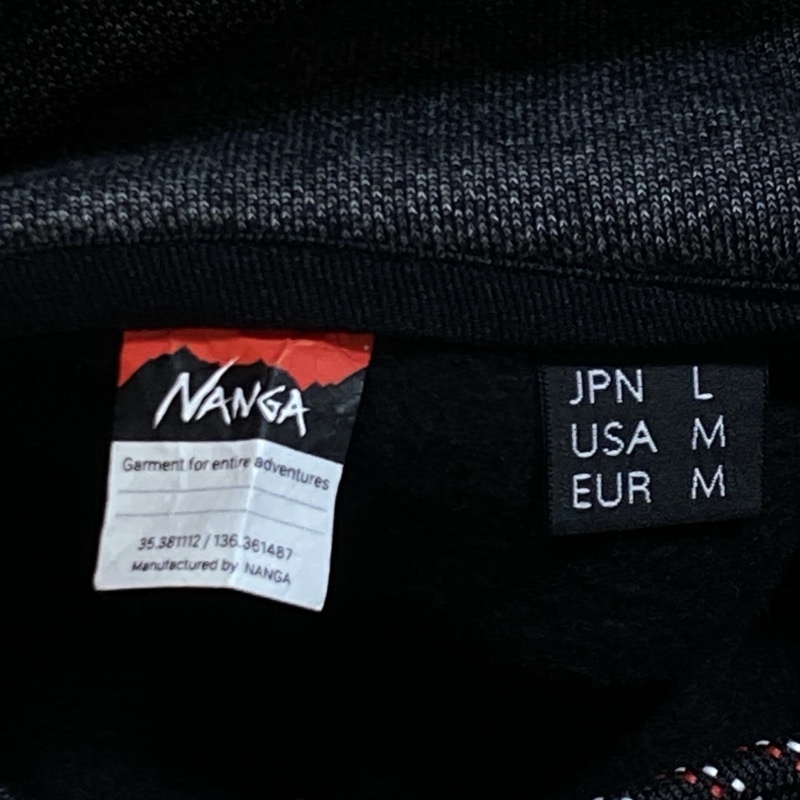 NANGA
Garment for entire adventures
35.381112 / 136.361487
Manufactured by NANGA
JPN L
USA M
EUR M